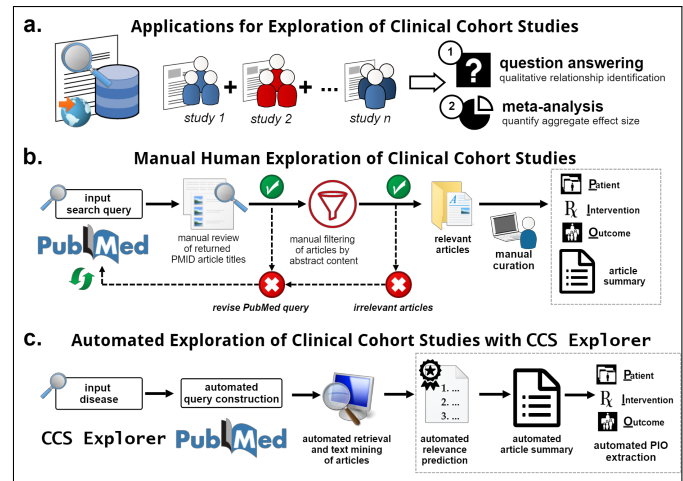 a. Applications for Exploration of Clinical Cohort Studies
study 1
+
study 2
+ ... +
study n
1
?
question answering
qualitative relationship identification
2
meta-analysis
quantify aggregate effect size
b. Manual Human Exploration of Clinical Cohort Studies
input
search query
PubMed
manual review
of returned
PMID article titles
manual filtering
of articles by
abstract content
A
relevant
articles
manual
curation
Patient
Rx Intervention
Outcome
article
summary
revise PubMed query
irrelevant articles
c. Automated Exploration of Clinical Cohort Studies with CCS Explorer
input
disease
CCS Explorer
automated
query construction
PubMed
automated retrieval
and text mining
of articles
1. ...
2. ...
3. ...
automated
relevance
prediction
automated
article summary
Patient
Rx Intervention
Outcome
automated PIO
extraction